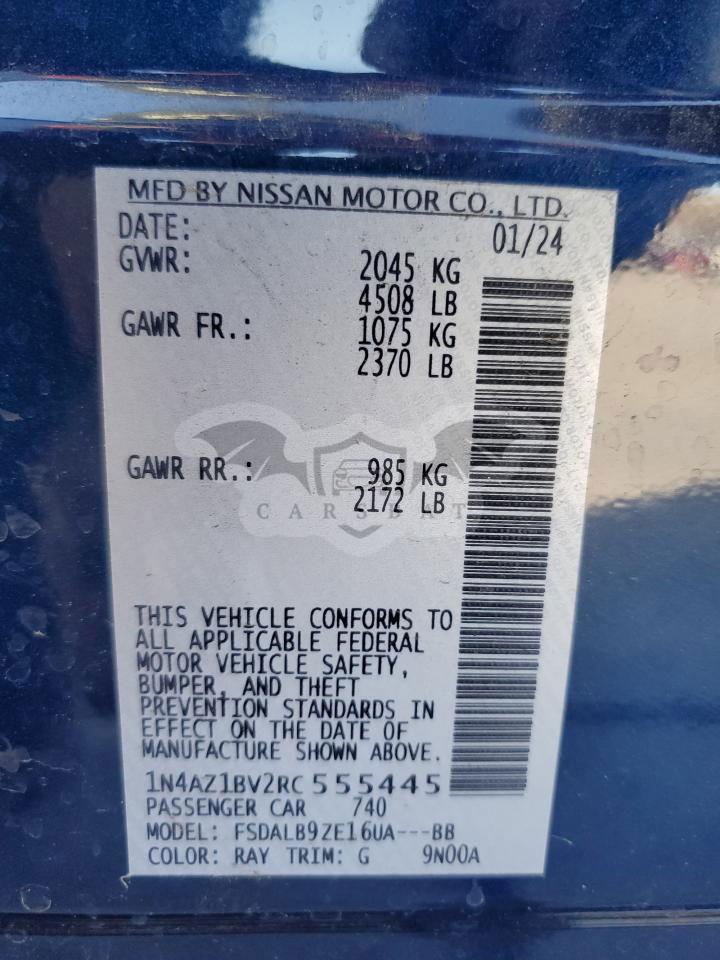 MFD BY NISSAN MOTOR CO., LTD.
DATE: 01/24
GVWR: 2045 KG
4508 LB
GAWR FR.: 1075 KG
2370 LB
GAWR RR.: 985 KG
2172 LB
CARSBAT
THIS VEHICLE CONFORMS TO
ALL APPLICABLE FEDERAL
MOTOR VEHICLE SAFETY,
BUMPER, AND THEFT
PREVENTION STANDARDS IN
EFFECT ON THE DATE OF
MANUFACTURE SHOWN ABOVE.
1N4AZ1BV2RC555445
PASSENGER CAR 740
MODEL: FSDALB9ZE16UA---BB
COLOR: RAY TRIM: G 9N00A